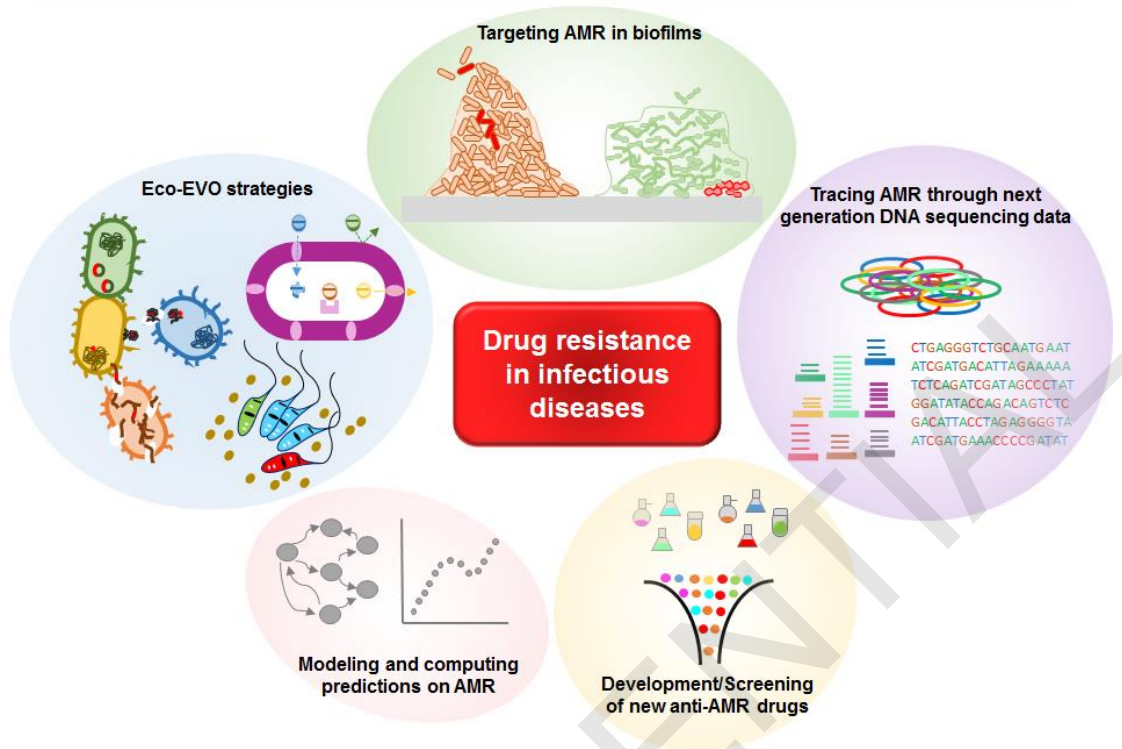 Targeting AMR in biofilms
Eco-EVO strategies
Tracing AMR through next
generation DNA sequencing data
CTGAGGGTCTGCAATGAAT
ATCGATGACATTAGAAAAA
TCTCAGATCGATAGCCCTAT
GGATATACCAGACAGTCTC
GACATTACCTAGAGGGGTA
ATCGATGAAACCCCGATAT
Drug resistance
in infectious
diseases
Modeling and computing
predictions on AMR
Development/Screening
of new anti-AMR drugs
ENTIAL